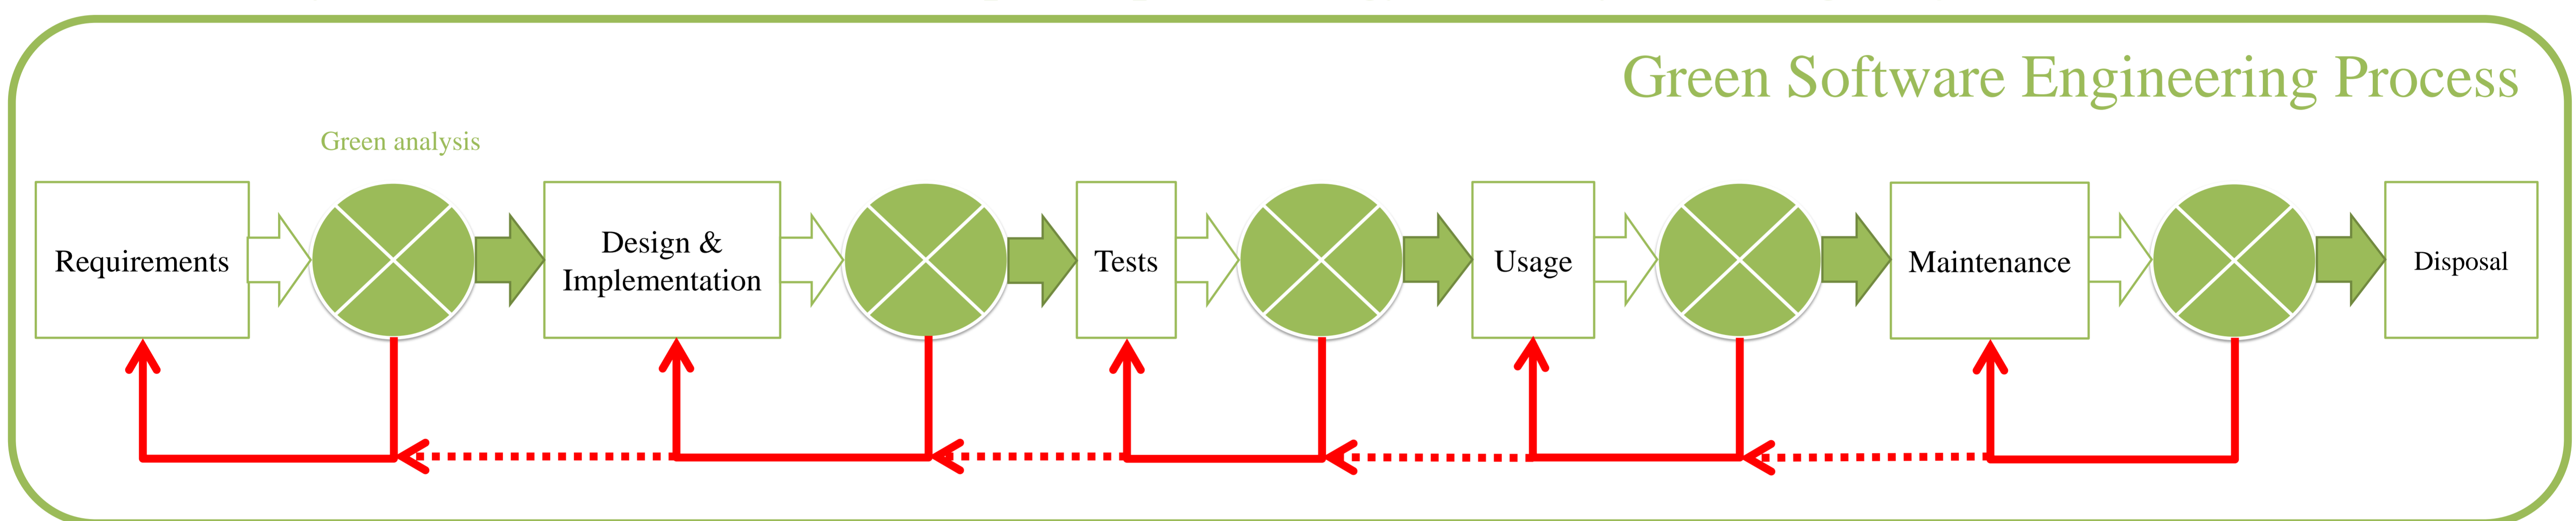 Green Software Engineering Process
Green analysis
Requirements
Design &
Implementation
Tests
Usage
Maintenance
Disposal